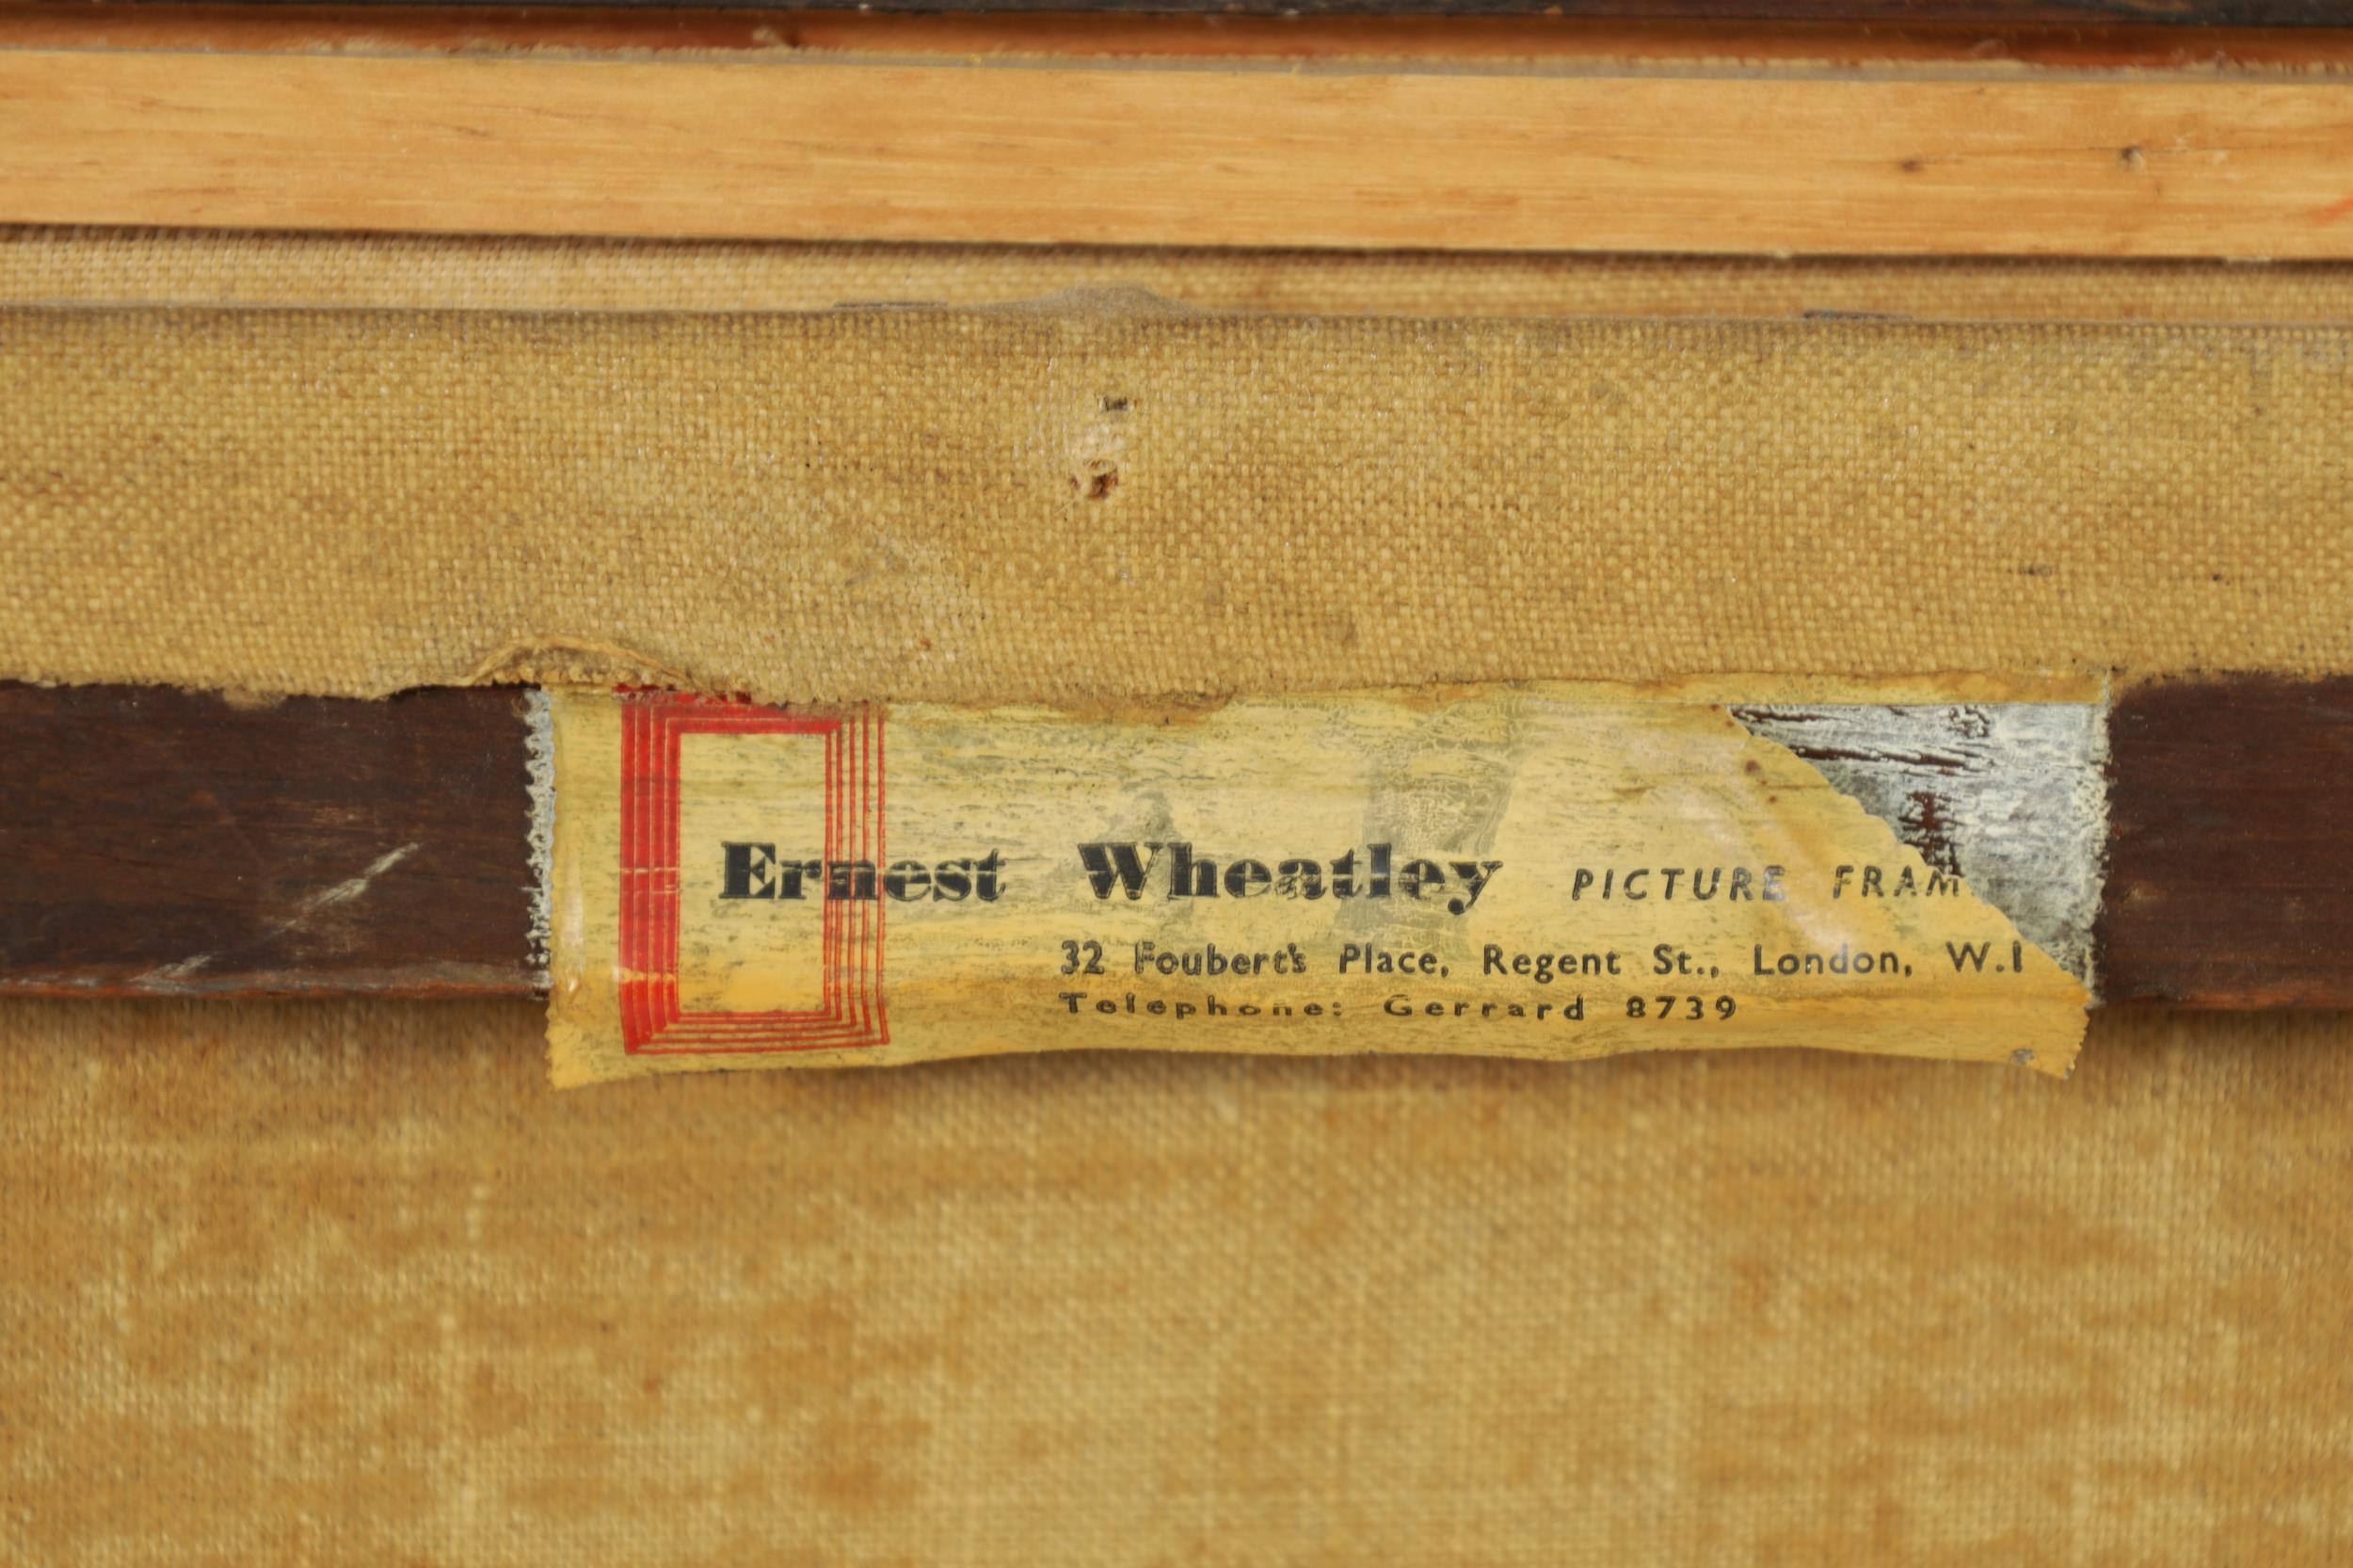 Ernest Wheatley PICTURE FRAM
32 Foubert's Place, Regent St., London, W.1
Telephone: Gerrard 8739